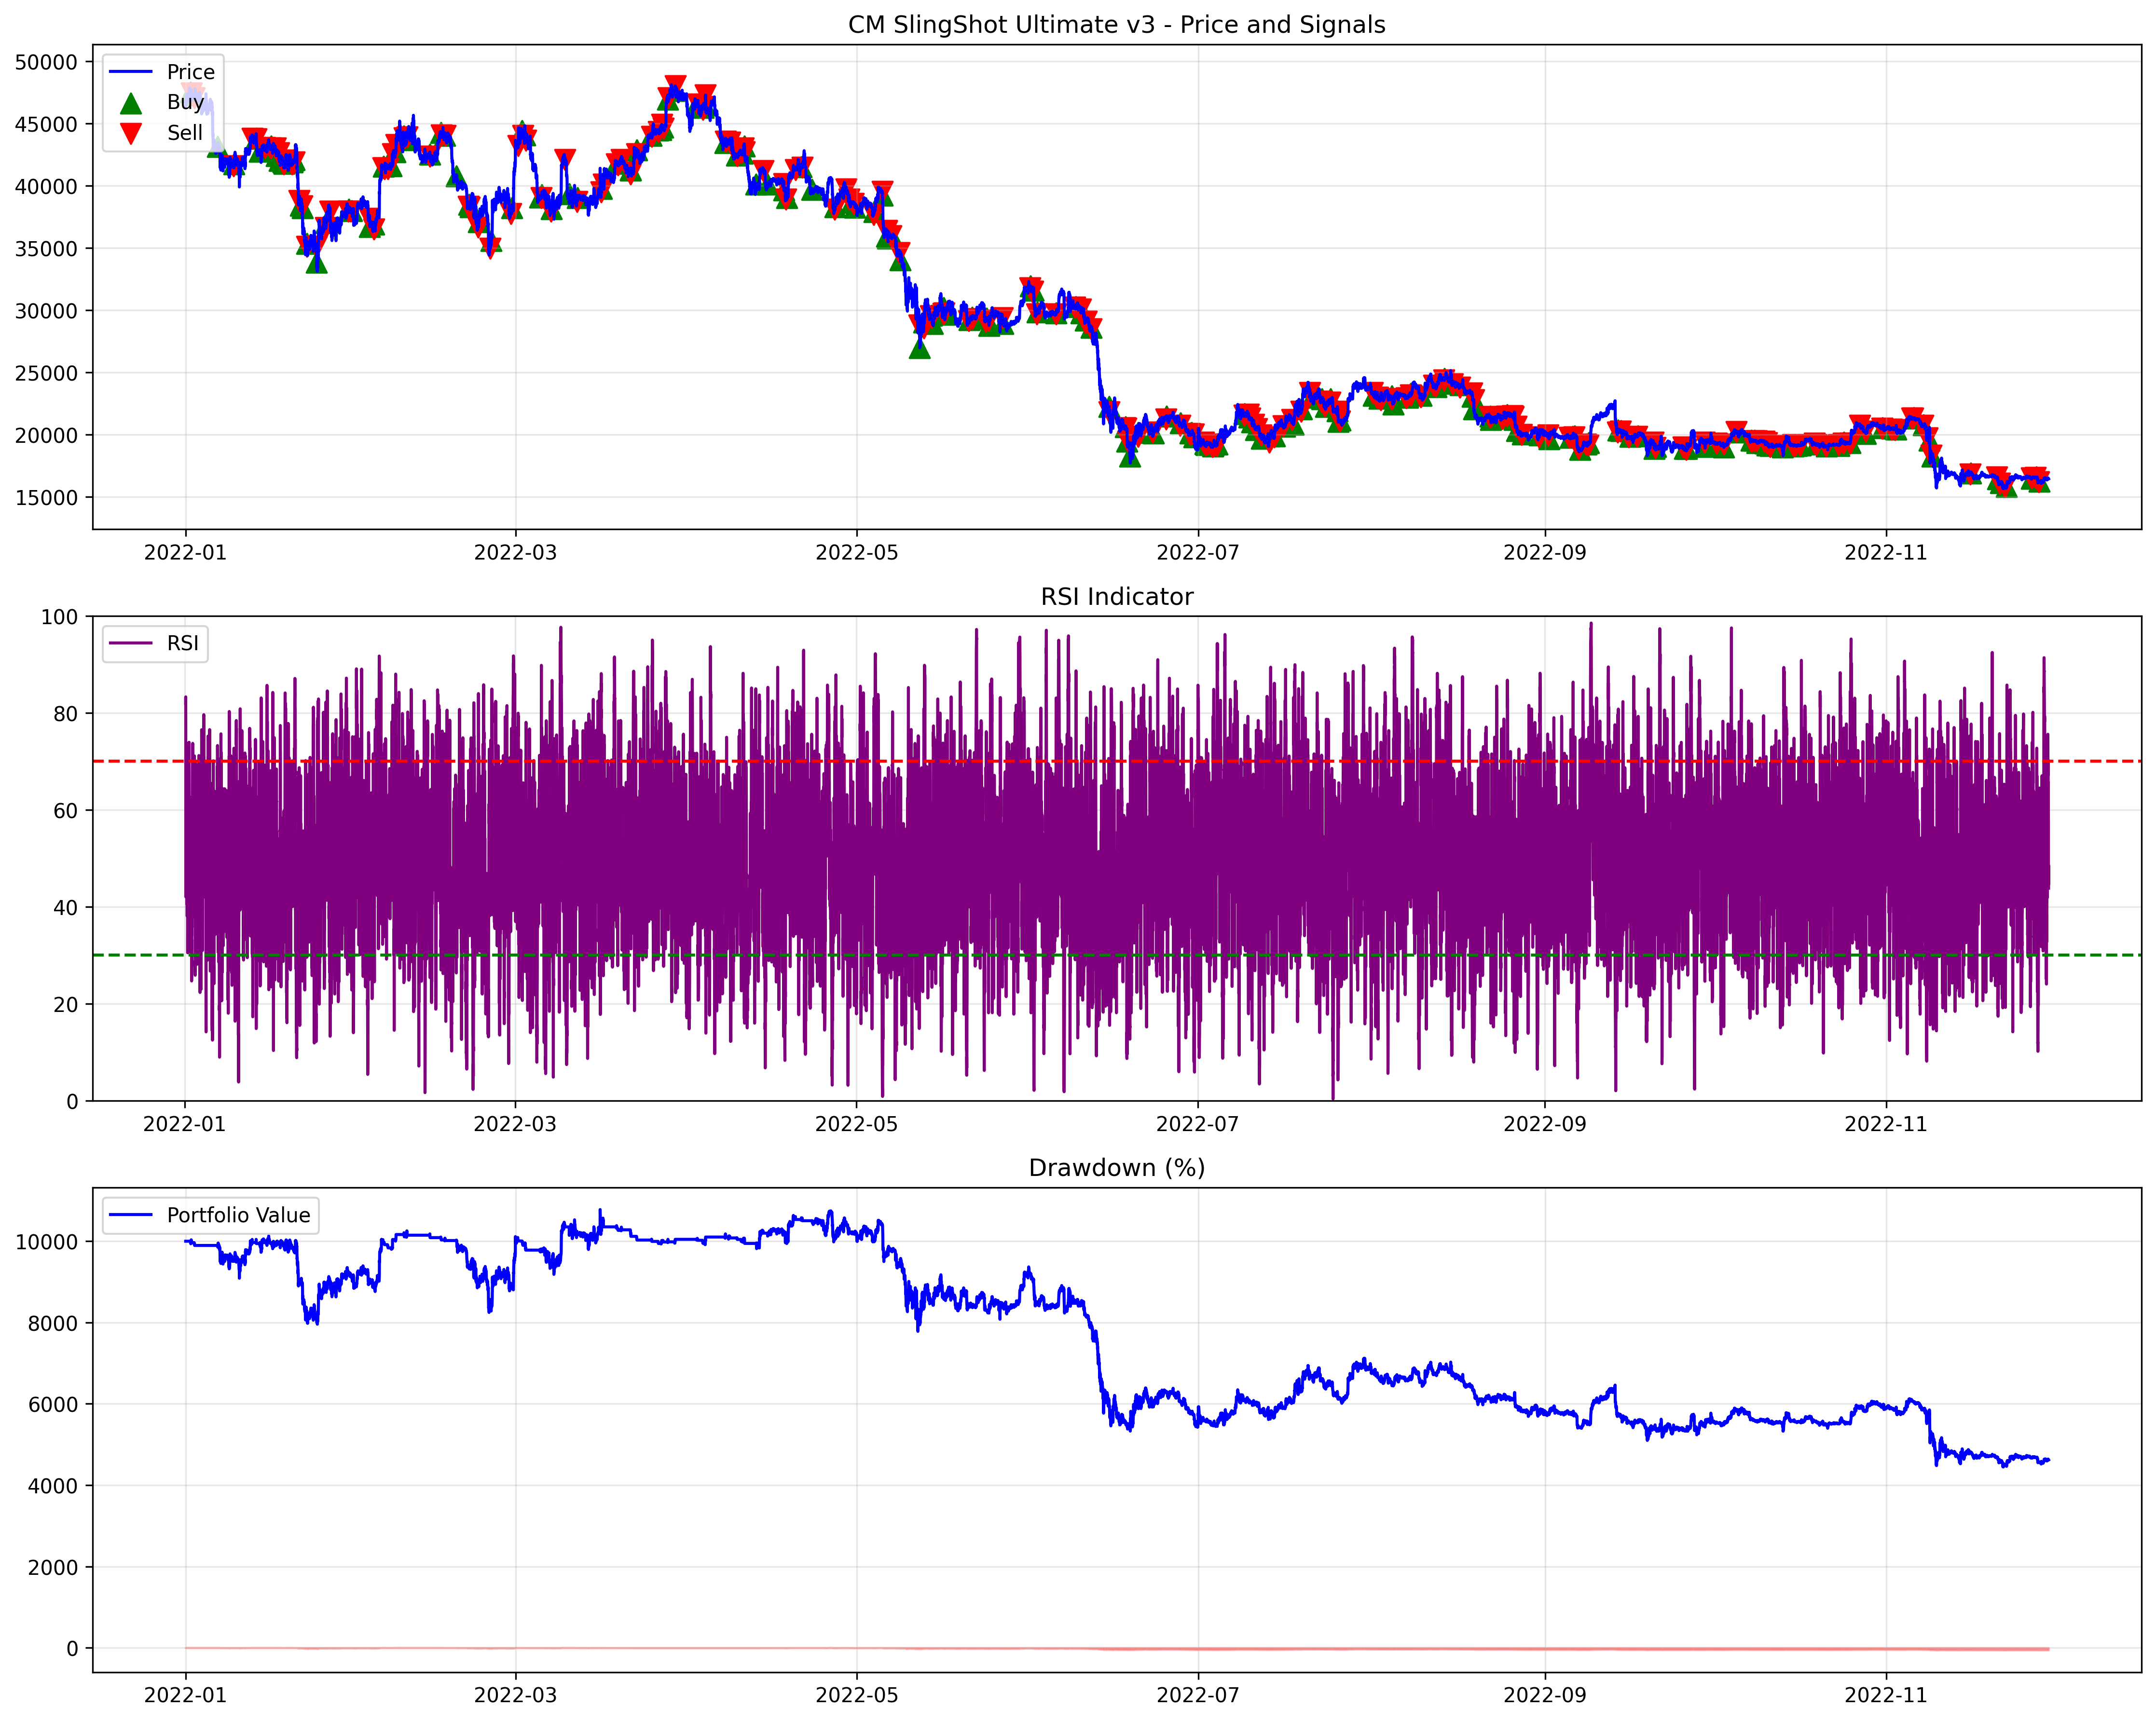 CM SlingShot Ultimate v3 - Price and Signals
50000
45000
40000
35000
30000
25000
20000
15000
Price
Buy
Sell
2022-01 2022-03 2022-05 2022-07 2022-09 2022-11
RSI Indicator
100
80
60
40
20
0
RSI
2022-01 2022-03 2022-05 2022-07 2022-09 2022-11
Drawdown (%)
Portfolio Value
10000
8000
6000
4000
2000
0
2022-01 2022-03 2022-05 2022-07 2022-09 2022-11